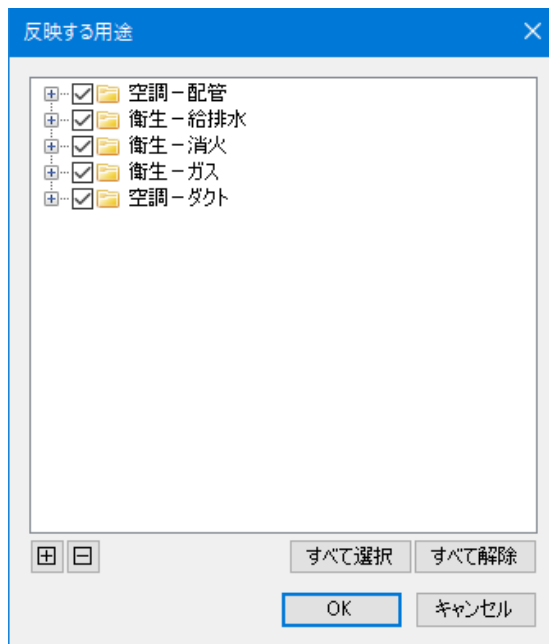 反映する用途
空調－配管
衛生－給排水
衛生－消火
衛生－ガス
空調－ダクト
すべて選択
すべて解除
OK
キャンセル